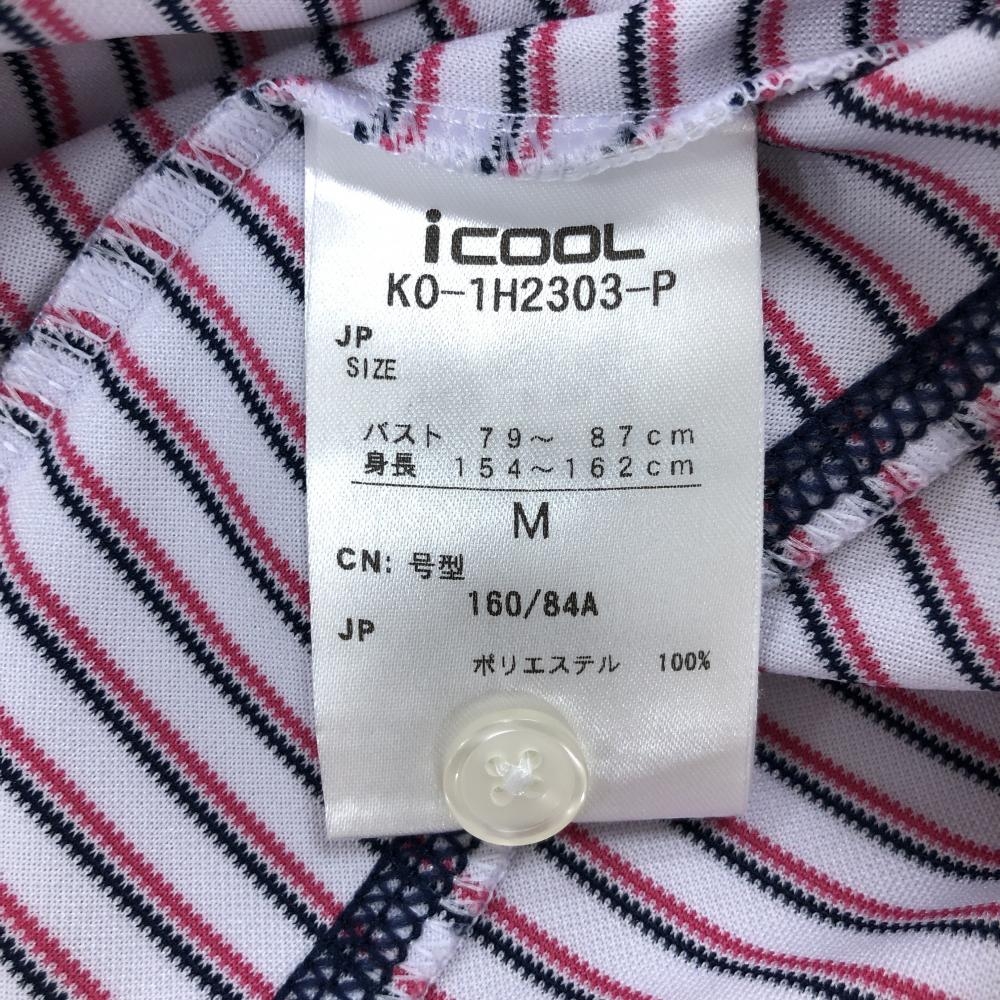 iCOOL
KO-1H2303-P
JP
SIZE
バスト 79～ 87cm
身長 154～162cm
M
CN: 号型
160/84A
JP
ポリエステル 100%